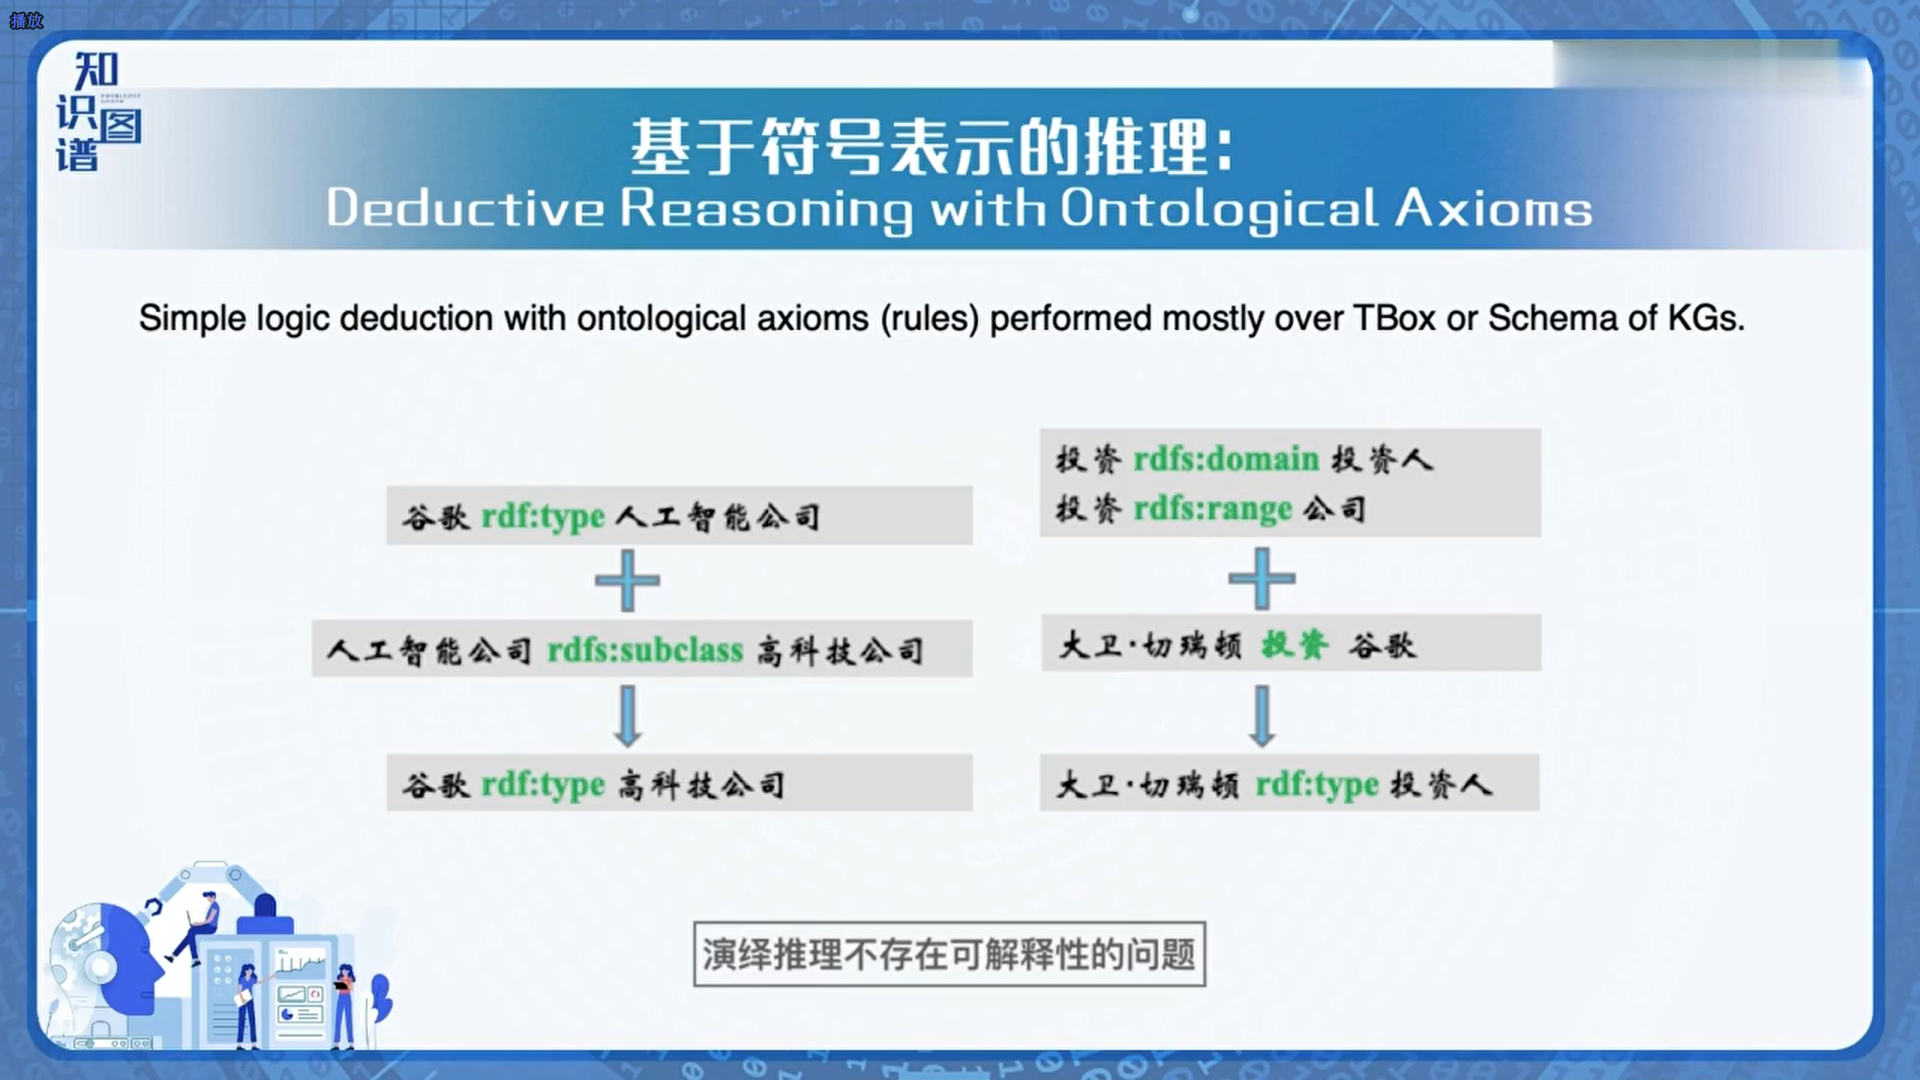 播放
知
识图
谱
KNOWLEDGE
GRAPH
基于符号表示的推理:
Deductive Reasoning with Ontological Axioms
Simple logic deduction with ontological axioms (rules) performed mostly over TBox or Schema of KGs.
谷歌 rdf:type 人工智能公司
人工智能公司 rdfs:subclass 高科技公司
谷歌 rdf:type 高科技公司
投资 rdfs:domain 投资人
投资 rdfs:range 公司
大卫·切瑞顿 投资 谷歌
大卫·切瑞顿 rdf:type 投资人
演绎推理不存在可解释性的问题